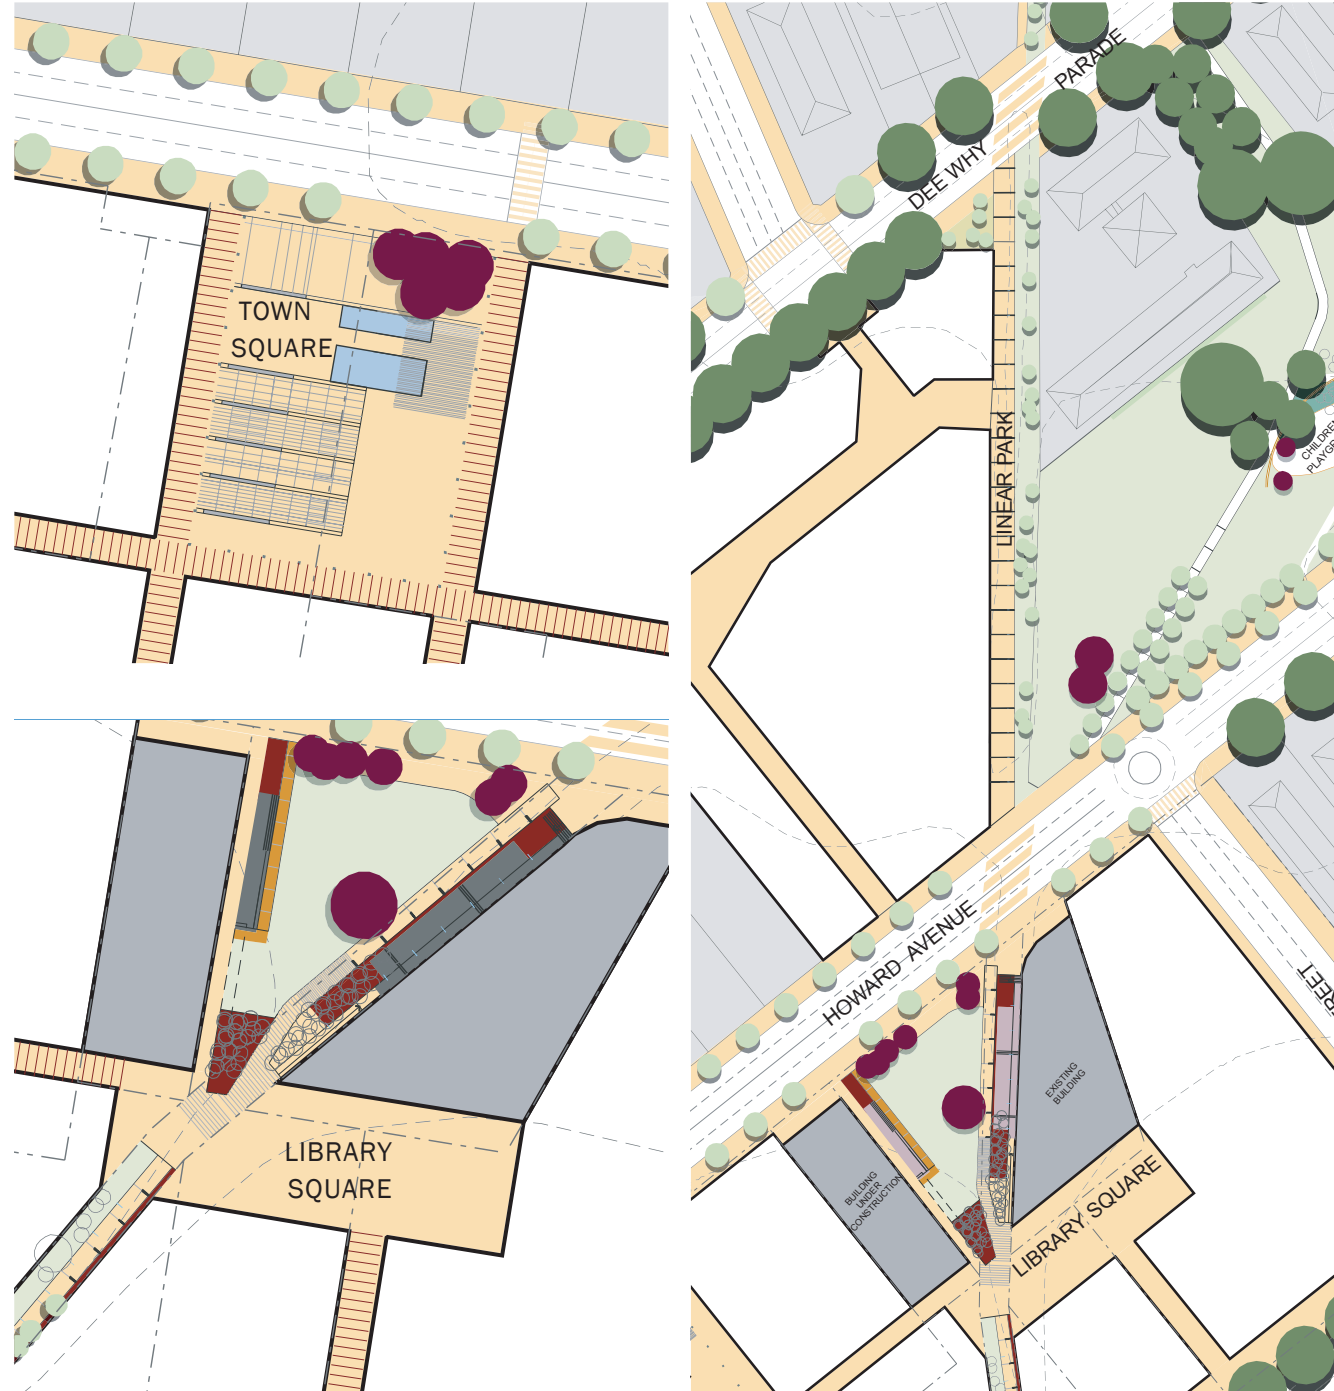 TOWN
SQUARE
LIBRARY
SQUARE
DEE WHY
PARADE
LINEAR PARK
HOWARD AVENUE
EXISTING
BUILDING
BUILDING
UNDER
CONSTRUCTION
LIBRARY SQUARE